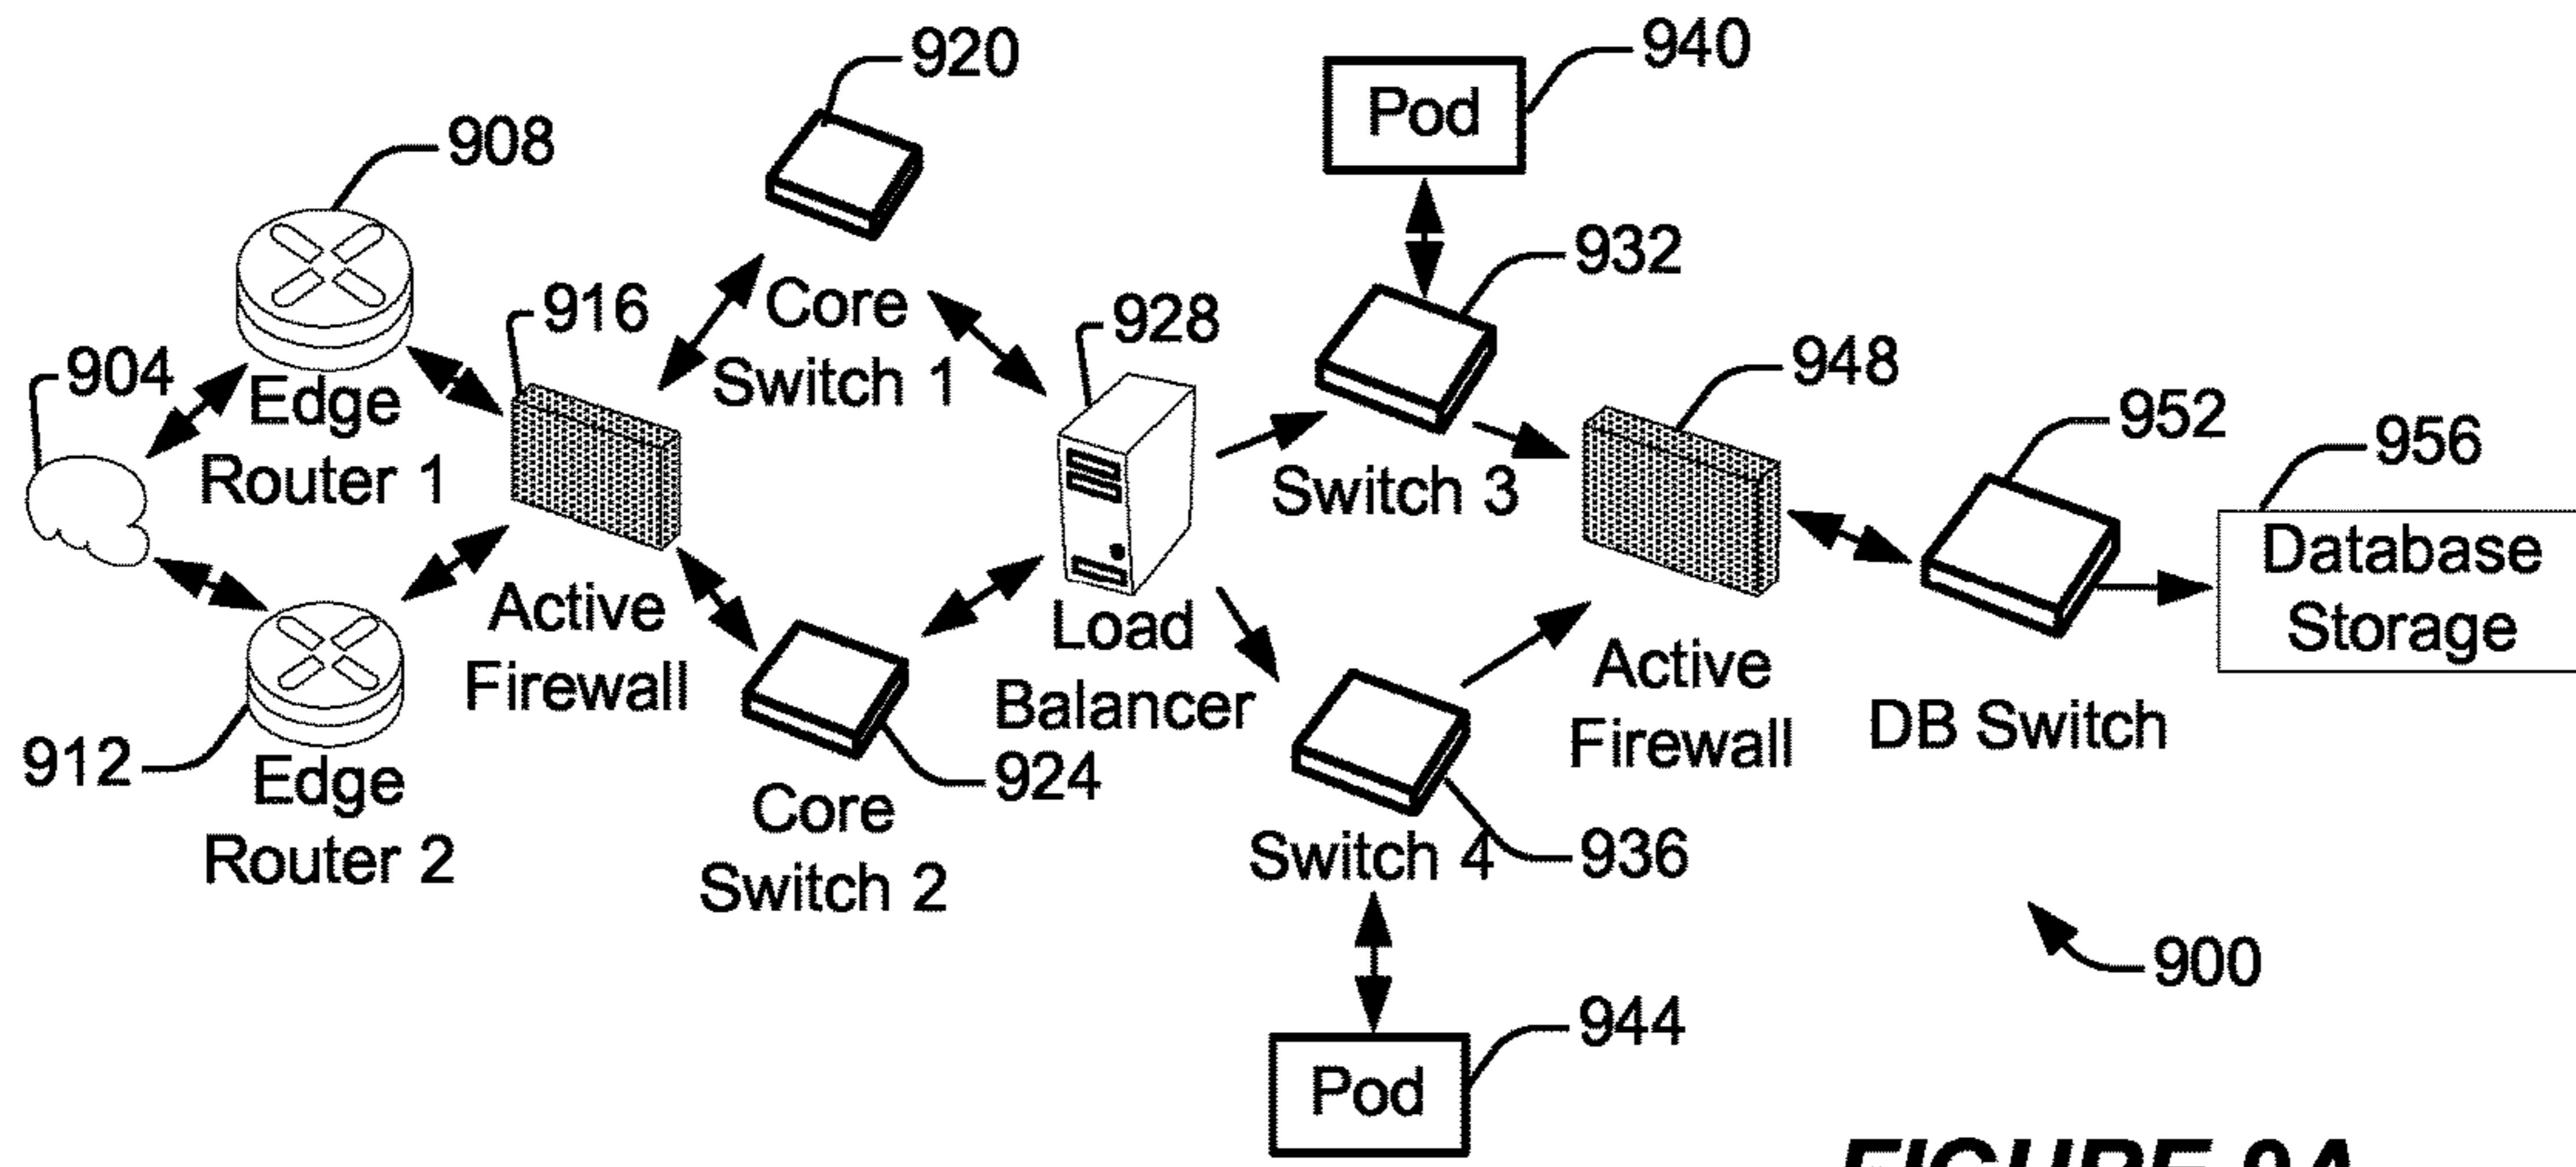 920
940
Pod
908
932
916
Core
Switch 1
928
904
948
Edge
Router 1
952
956
Switch 3
Database
Storage
Active
Firewall
Load
Balancer
Active
Firewall
DB Switch
912
Edge
Router 2
924
Core
Switch 2
Switch 4
936
900
944
Pod
FIGURE 9A